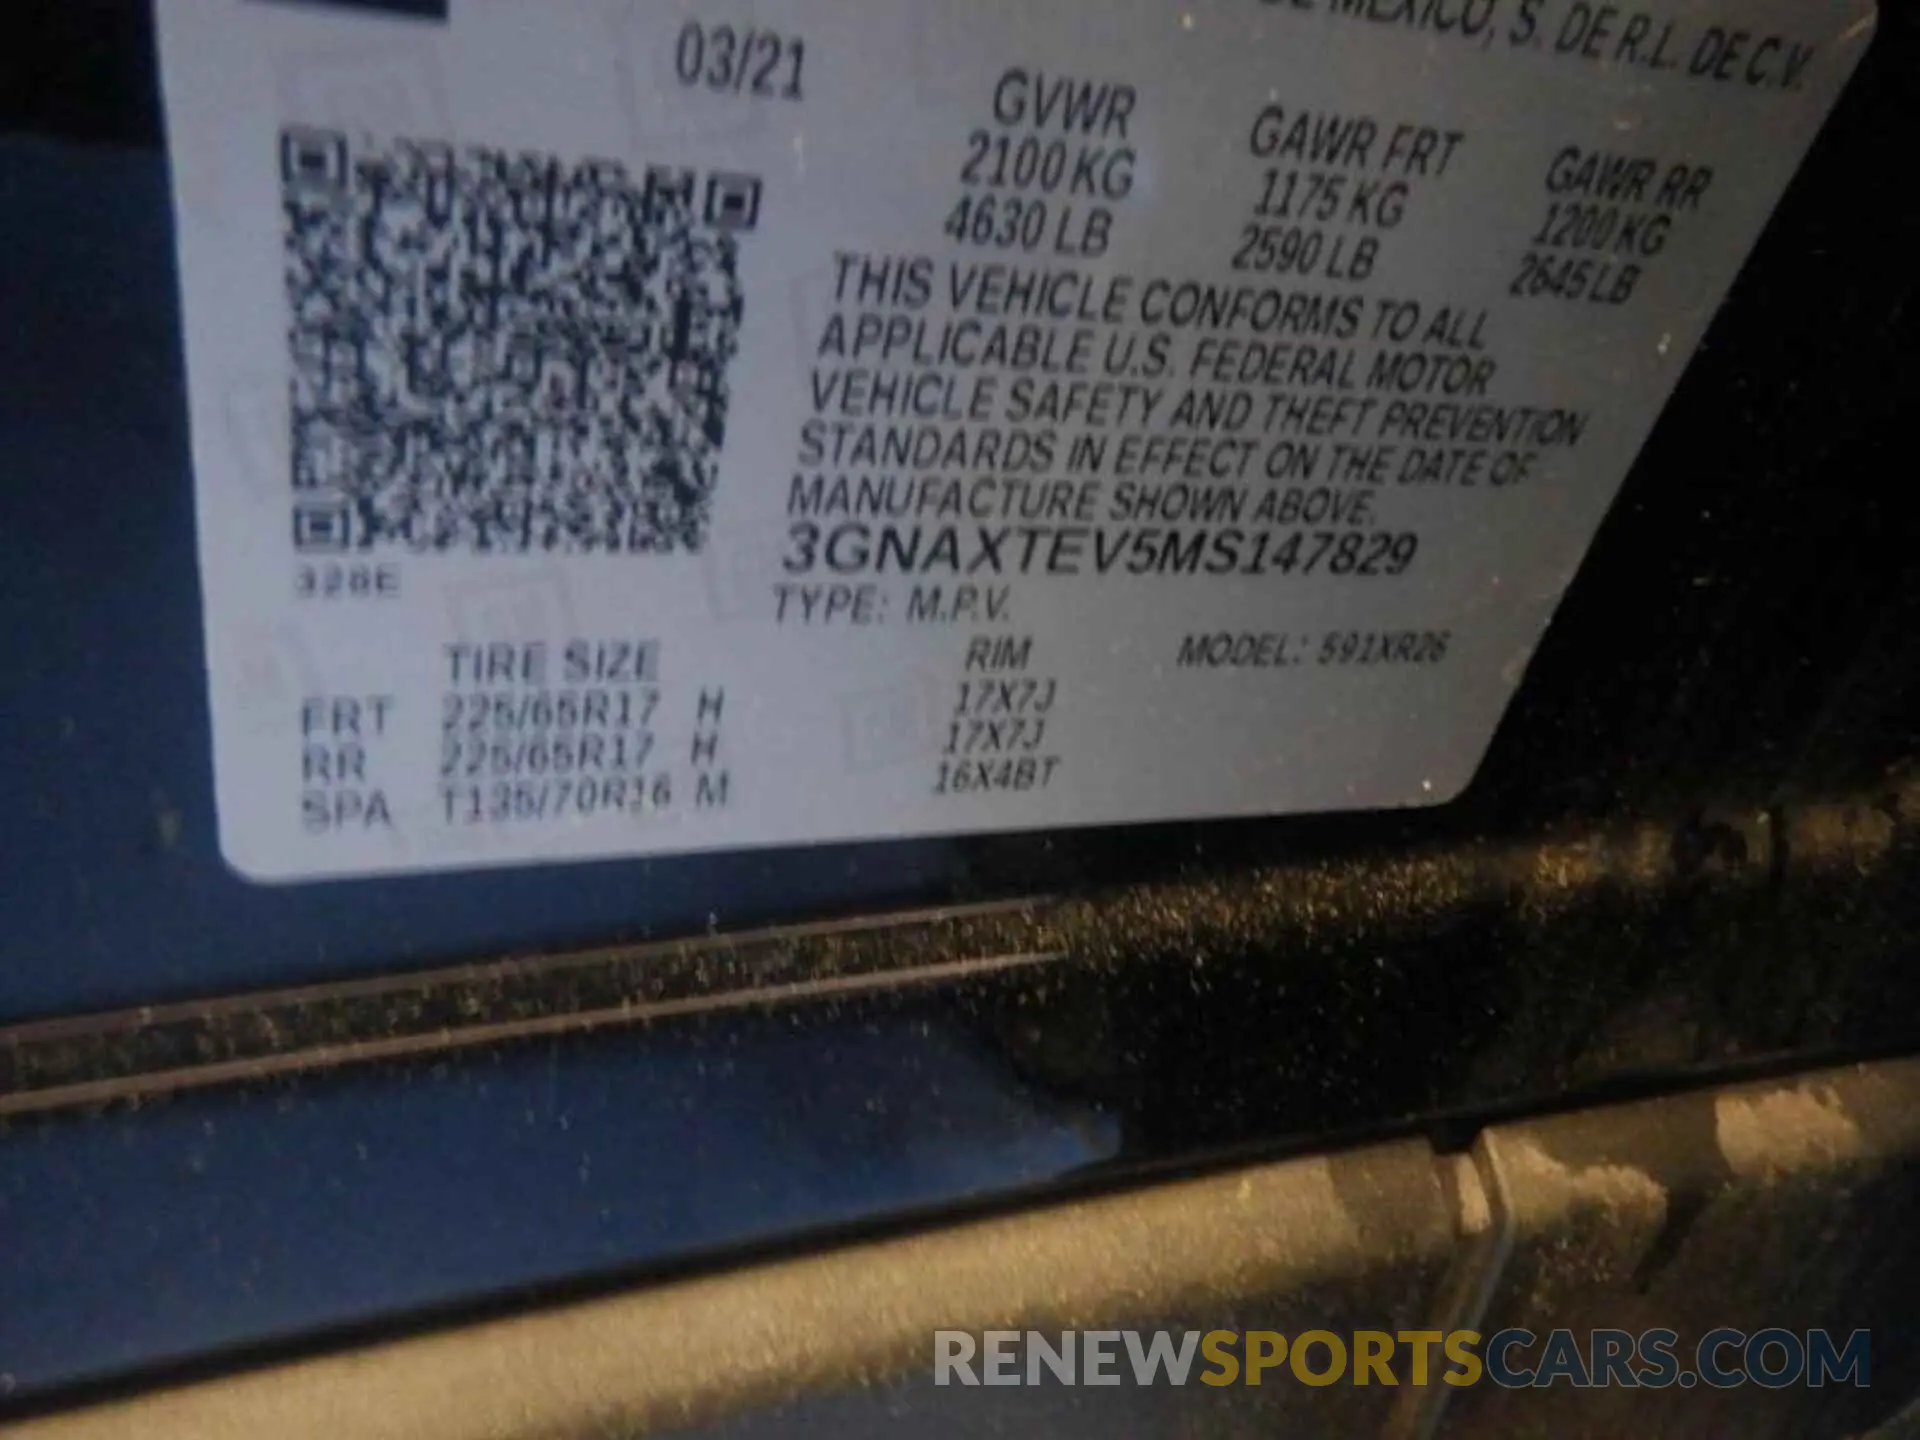 MEXICO, S. DE R.L. DE C.V.
03/21
GVWR GAWR FRT GAWR RR
2100 KG 1175 KG 1200 KG
4630 LB 2590 LB 2645 LB
THIS VEHICLE CONFORMS TO ALL
APPLICABLE U.S. FEDERAL MOTOR
VEHICLE SAFETY AND THEFT PREVENTION
STANDARDS IN EFFECT ON THE DATE OF
MANUFACTURE SHOWN ABOVE.
3GNAXTEV5MS147829
328E
TYPE: M.P.V.
TIRE SIZE RIM MODEL: 591XR26
FRT 225/65R17 H 17X7J
RR 225/65R17 H 17X7J
SPA T135/70R16 M 16X4BT
RENEWSPORTSCARS.COM